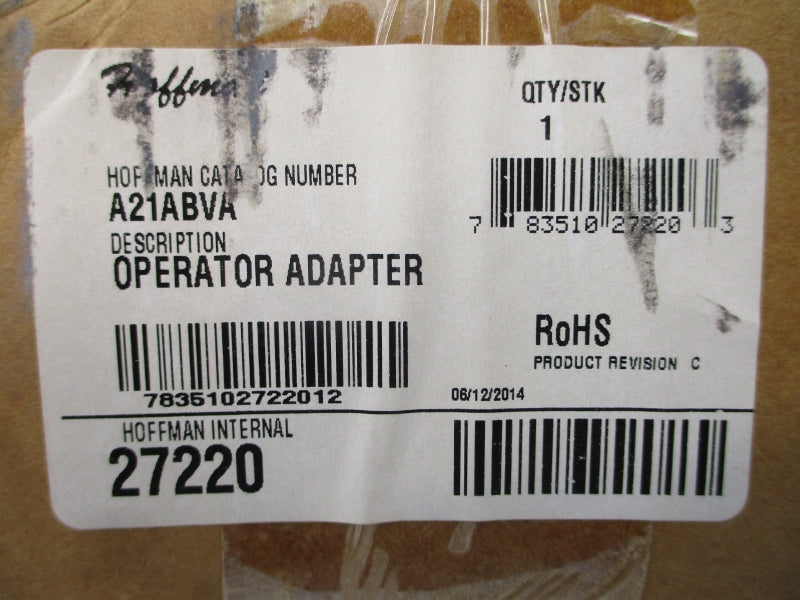 Hoffman
QTY/STK
1
HOFFMAN CATALOG NUMBER
A21ABVA
DESCRIPTION
OPERATOR ADAPTER
7 83510 27220 3
RoHS
PRODUCT REVISION C
7835102722012
06/12/2014
HOFFMAN INTERNAL
27220